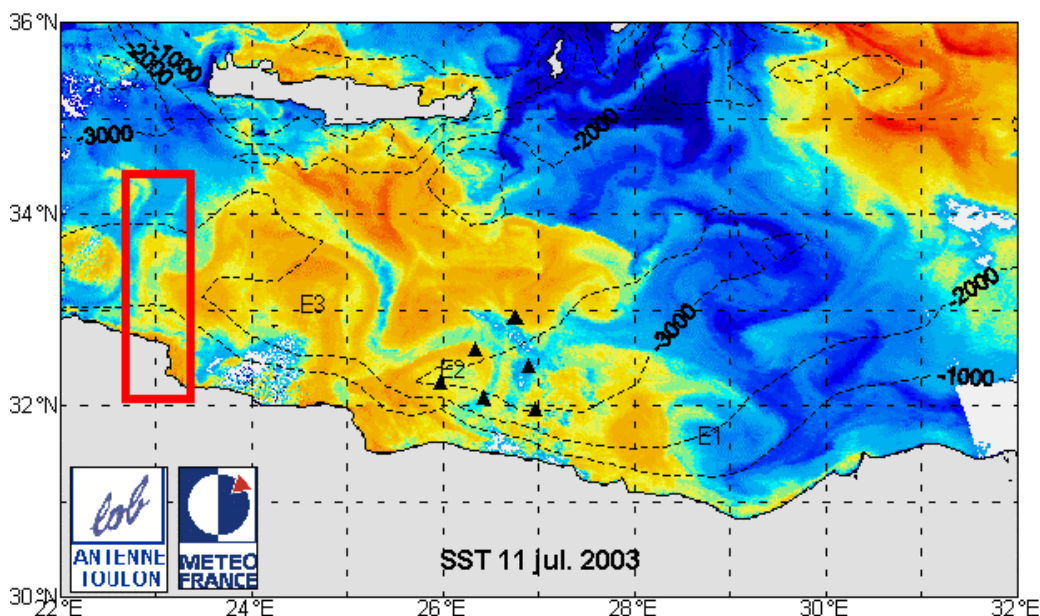 36°N
-1000
-2000
-3000
-2000
34°N
E3
-3000
-2000
E2
-1000
32°N
E1
lob
ANTENNE
TOULON
METEO
FRANCE
SST 11 jul. 2003
30°N
22°E 24°E 26°E 28°E 30°E 32°E